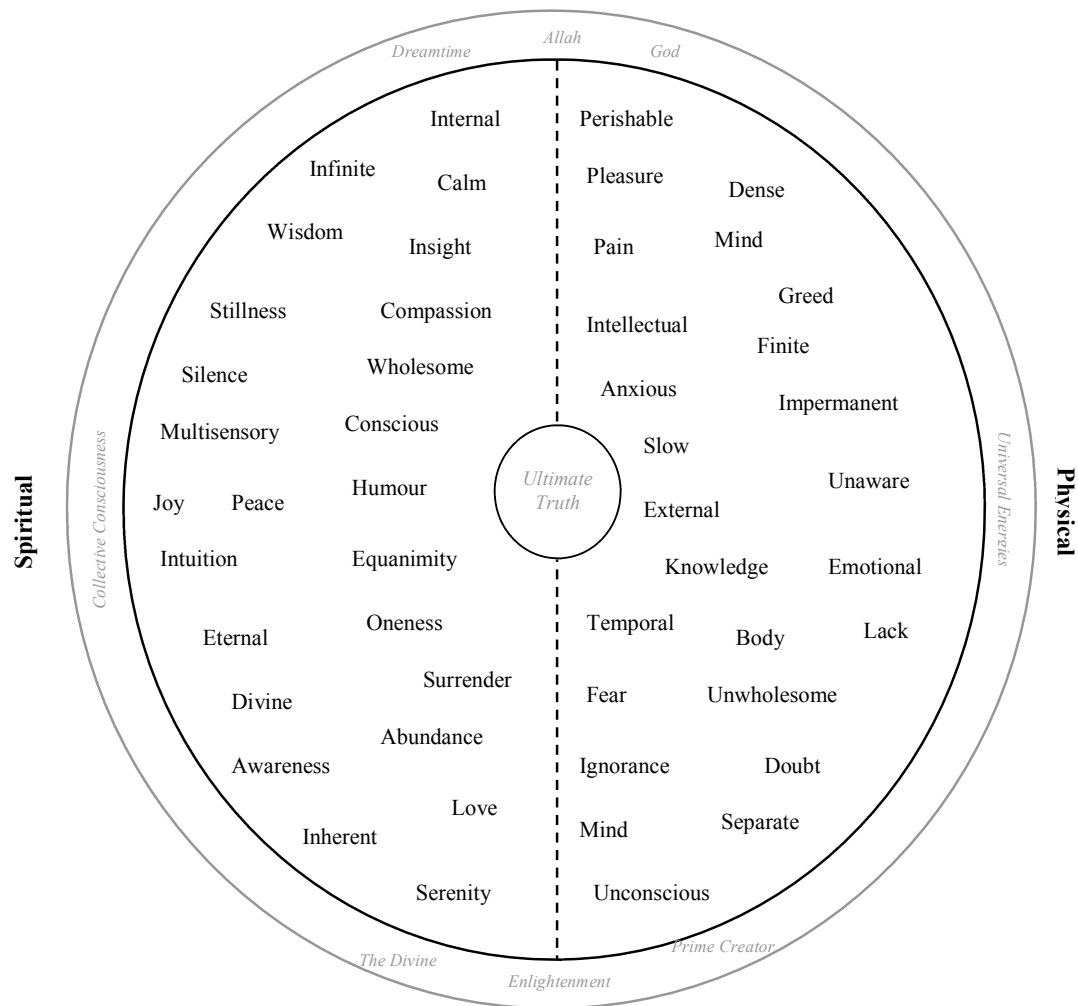 Allah
Dreamtime
God
Internal
Perishable
Infinite
Calm
Pleasure
Dense
Wisdom
Insight
Pain
Mind
Stillness
Compassion
Intellectual
Greed
Silence
Wholesome
Finite
Anxious
Impermanent
Multisensory
Conscious
Slow
Ultimate
Truth
Joy
Peace
Humour
External
Unaware
Spiritual
Collective Consciousness
Universal Energies
Physical
Intuition
Equanimity
Knowledge
Emotional
Eternal
Oneness
Temporal
Body
Lack
Divine
Surrender
Fear
Unwholesome
Abundance
Awareness
Ignorance
Doubt
Love
Inherent
Mind
Separate
Serenity
Unconscious
The Divine
Prime Creator
Enlightenment